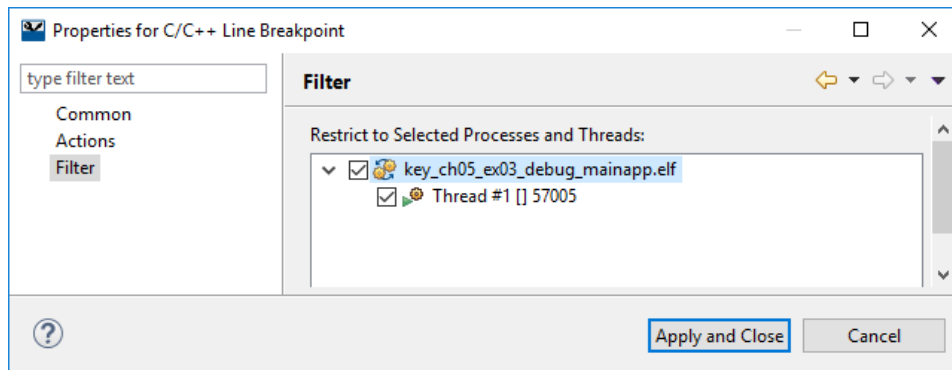 Properties for C/C++ Line Breakpoint
type filter text
Common
Actions
Filter
Filter
Restrict to Selected Processes and Threads:
key_ch05_ex03_debug_mainapp.elf
Thread #1 [] 57005
?
Apply and Close
Cancel